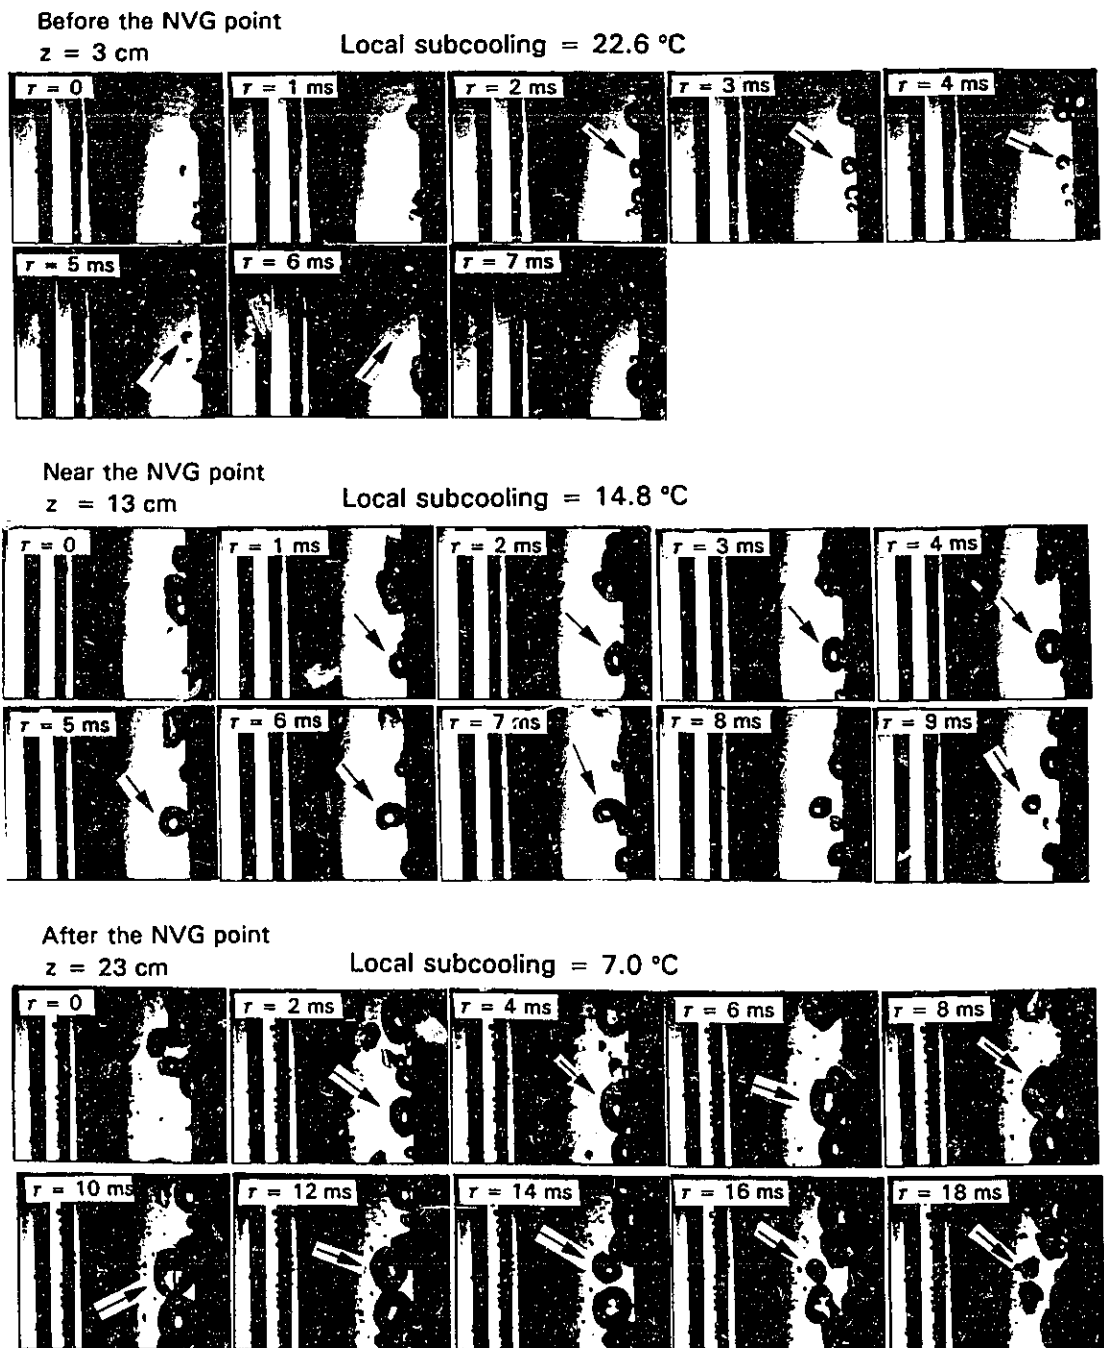 Before the NVG point
z = 3 cm
Local subcooling = 22.6 °C
τ = 0
τ = 1 ms
τ = 2 ms
τ = 3 ms
τ = 4 ms
τ = 5 ms
τ = 6 ms
τ = 7 ms
Near the NVG point
z = 13 cm
Local subcooling = 14.8 °C
τ = 0
τ = 1 ms
τ = 2 ms
τ = 3 ms
τ = 4 ms
τ = 5 ms
τ = 6 ms
τ = 7 ms
τ = 8 ms
τ = 9 ms
After the NVG point
z = 23 cm
Local subcooling = 7.0 °C
τ = 0
τ = 2 ms
τ = 4 ms
τ = 6 ms
τ = 8 ms
τ = 10 ms
τ = 12 ms
τ = 14 ms
τ = 16 ms
τ = 18 ms